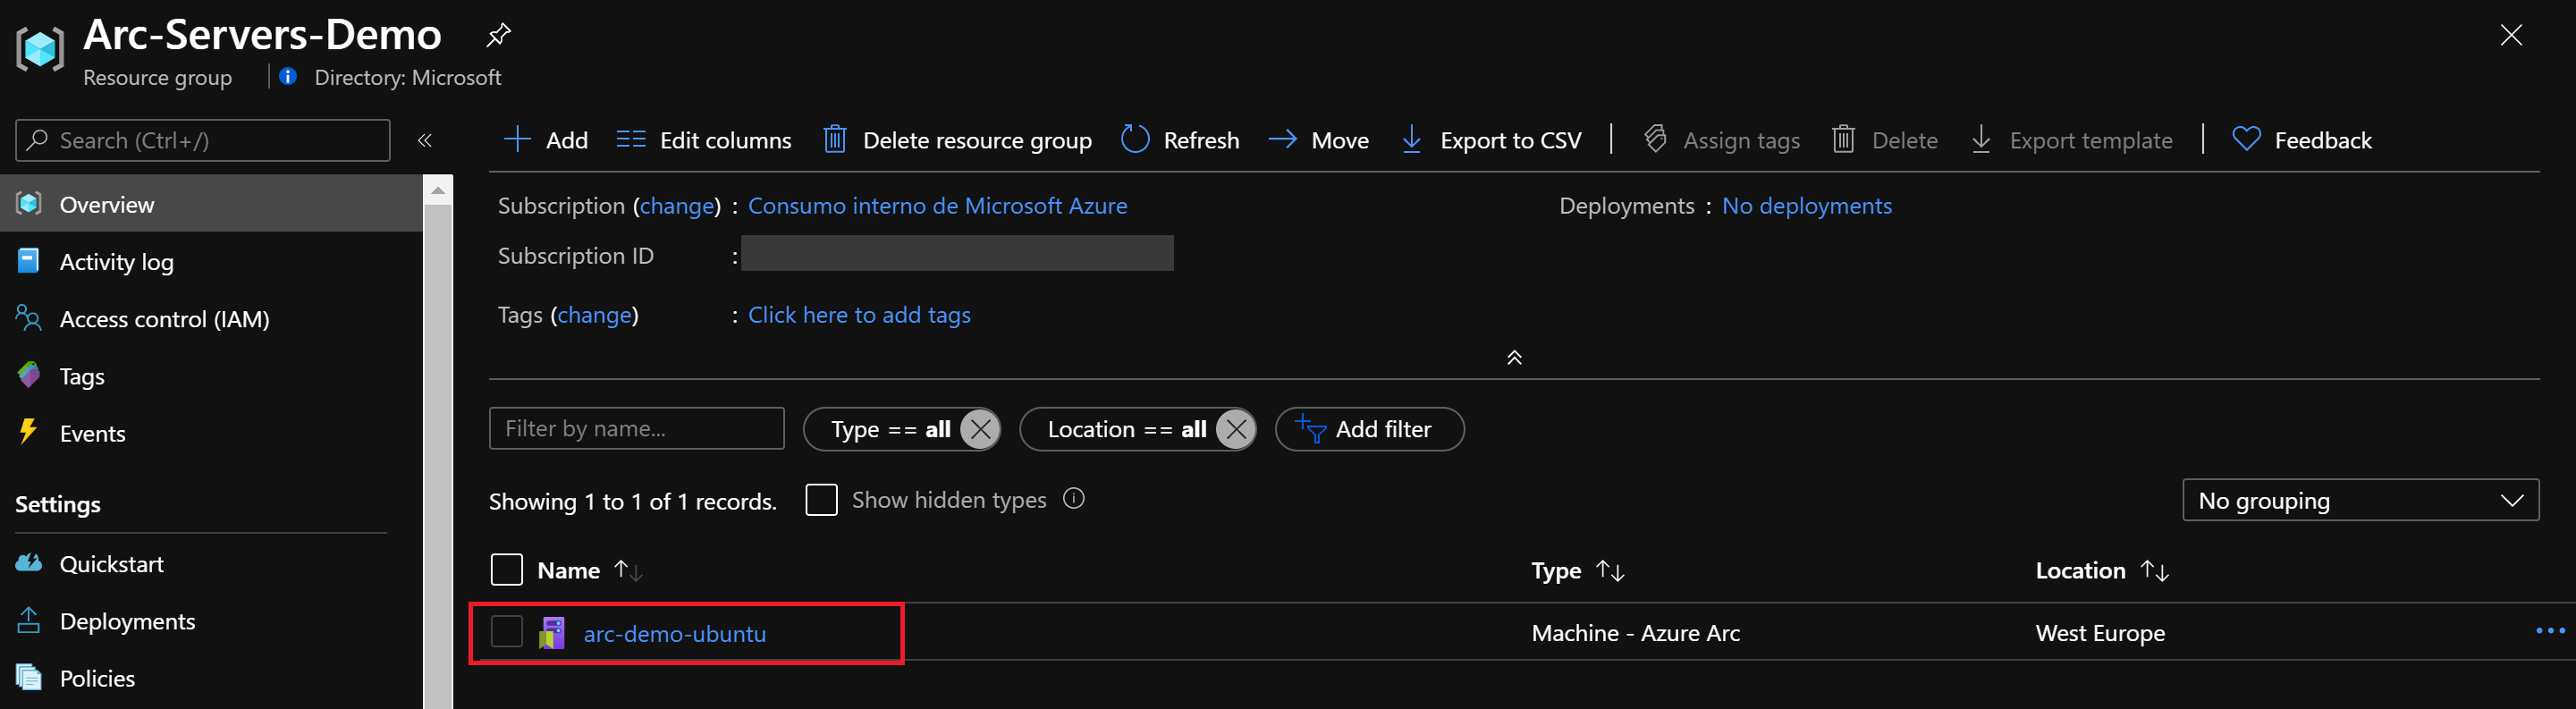 Arc-Servers-Demo
Resource group
Directory: Microsoft
Search (Ctrl+/)
Overview
Activity log
Access control (IAM)
Tags
Events
Settings
Quickstart
Deployments
Policies
Add
Edit columns
Delete resource group
Refresh
Move
Export to CSV
Assign tags
Delete
Export template
Feedback
Subscription (change) : Consumo interno de Microsoft Azure
Deployments : No deployments
Subscription ID :
Tags (change) : Click here to add tags
Filter by name...
Type == all
Location == all
Add filter
Showing 1 to 1 of 1 records.
Show hidden types
No grouping
Name
Type
Location
arc-demo-ubuntu
Machine - Azure Arc
West Europe